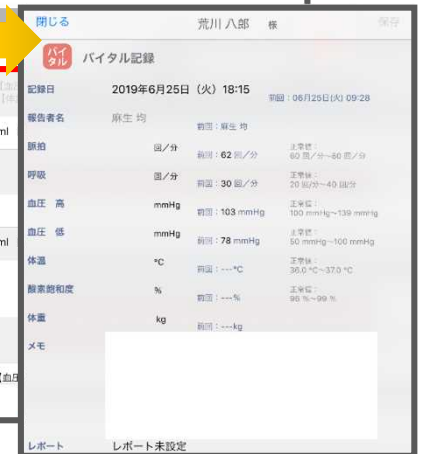 閉じる 荒川 八郎 様 保存
バイタル バイタル記録
記録日 2019年6月25日（火）18:15 前回：06月25日(火) 09:28
報告者名 麻生 均 前回：麻生 均
脈拍 回／分 前回：62 回／分 正常値：60 回／分～80 回／分
呼吸 回／分 前回：30 回／分 正常値：20 回/分～40 回/分
血圧 高 mmHg 前回：103 mmHg 正常値：100 mmHg～139 mmHg
血圧 低 mmHg 前回：78 mmHg 正常値：50 mmHg～100 mmHg
体温 ℃ 前回：---℃ 正常値：36.0 ℃～37.0 ℃
酸素飽和度 % 前回：---% 正常値：96 %～99 %
体重 kg 前回：---kg
メモ
レポート レポート未設定
ml
ml